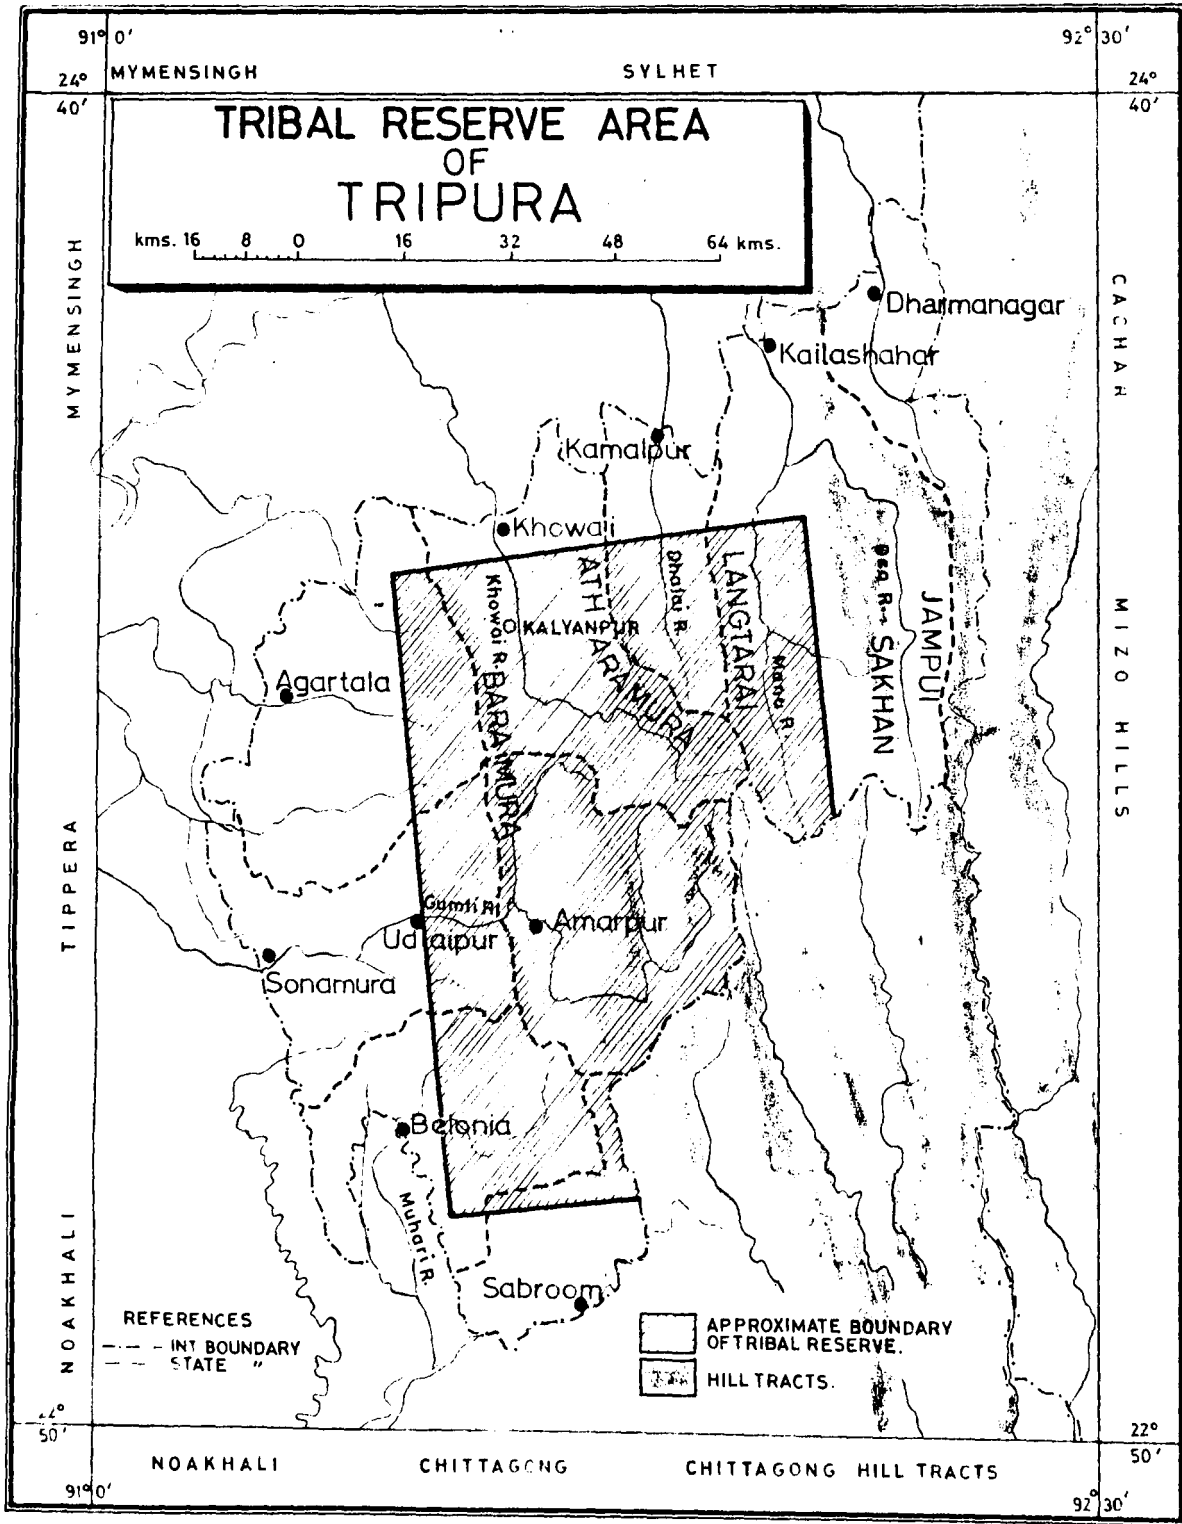 91° 0'
92° 30'
MYMENSINGH
SYLHET
24°
40'
24°
40'
TRIBAL RESERVE AREA
OF
TRIPURA
kms. 16 8 0 16 32 48 64 kms.
MYMENSINGH
CACHAR
Dharmanagar
Kailashahar
Kamalpur
Khowai
ATHARAMURA
Dhalai R.
LANGTARAI
Deo R.
JAMPUI
SAKHAN
MIZO HILLS
Khowai R.
KALYANPUR
BARAMURA
Manu R.
Agartala
TIPPERA
Gumti R.
Udaipur
Amarpur
Sonamura
Belonia
Muhari R.
NOAKHALI
Sabroom
REFERENCES
INT BOUNDARY
STATE "
APPROXIMATE BOUNDARY
OF TRIBAL RESERVE.
HILL TRACTS.
50'
22°
50'
NOAKHALI
CHITTAGONG
CHITTAGONG HILL TRACTS
91° 0'
92° 30'